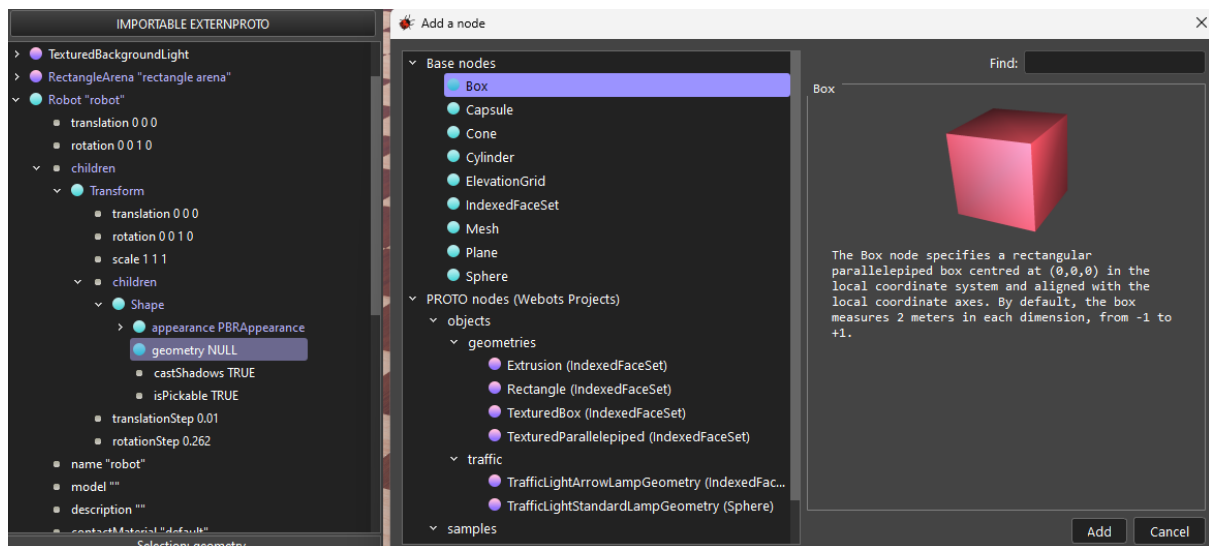 IMPORTABLE EXTERNPROTO
TexturedBackgroundLight
RectangleArena "rectangle arena"
Robot "robot"
translation 0 0 0
rotation 0 0 1 0
children
Transform
translation 0 0 0
rotation 0 0 1 0
scale 1 1 1
children
Shape
appearance PBRAppearance
geometry NULL
castShadows TRUE
isPickable TRUE
translationStep 0.01
rotationStep 0.262
name "robot"
model ""
description ""
contactMaterial "default"
Selection: geometry
Add a node
Base nodes
Box
Capsule
Cone
Cylinder
ElevationGrid
IndexedFaceSet
Mesh
Plane
Sphere
PROTO nodes (Webots Projects)
objects
geometries
Extrusion (IndexedFaceSet)
Rectangle (IndexedFaceSet)
TexturedBox (IndexedFaceSet)
TexturedParallelepiped (IndexedFaceSet)
traffic
TrafficLightArrowLampGeometry (IndexedFac...
TrafficLightStandardLampGeometry (Sphere)
samples
Find:
Box
The Box node specifies a rectangular
parallelepiped box centred at (0,0,0) in the
local coordinate system and aligned with the
local coordinate axes. By default, the box
measures 2 meters in each dimension, from -1 to
+1.
Add
Cancel